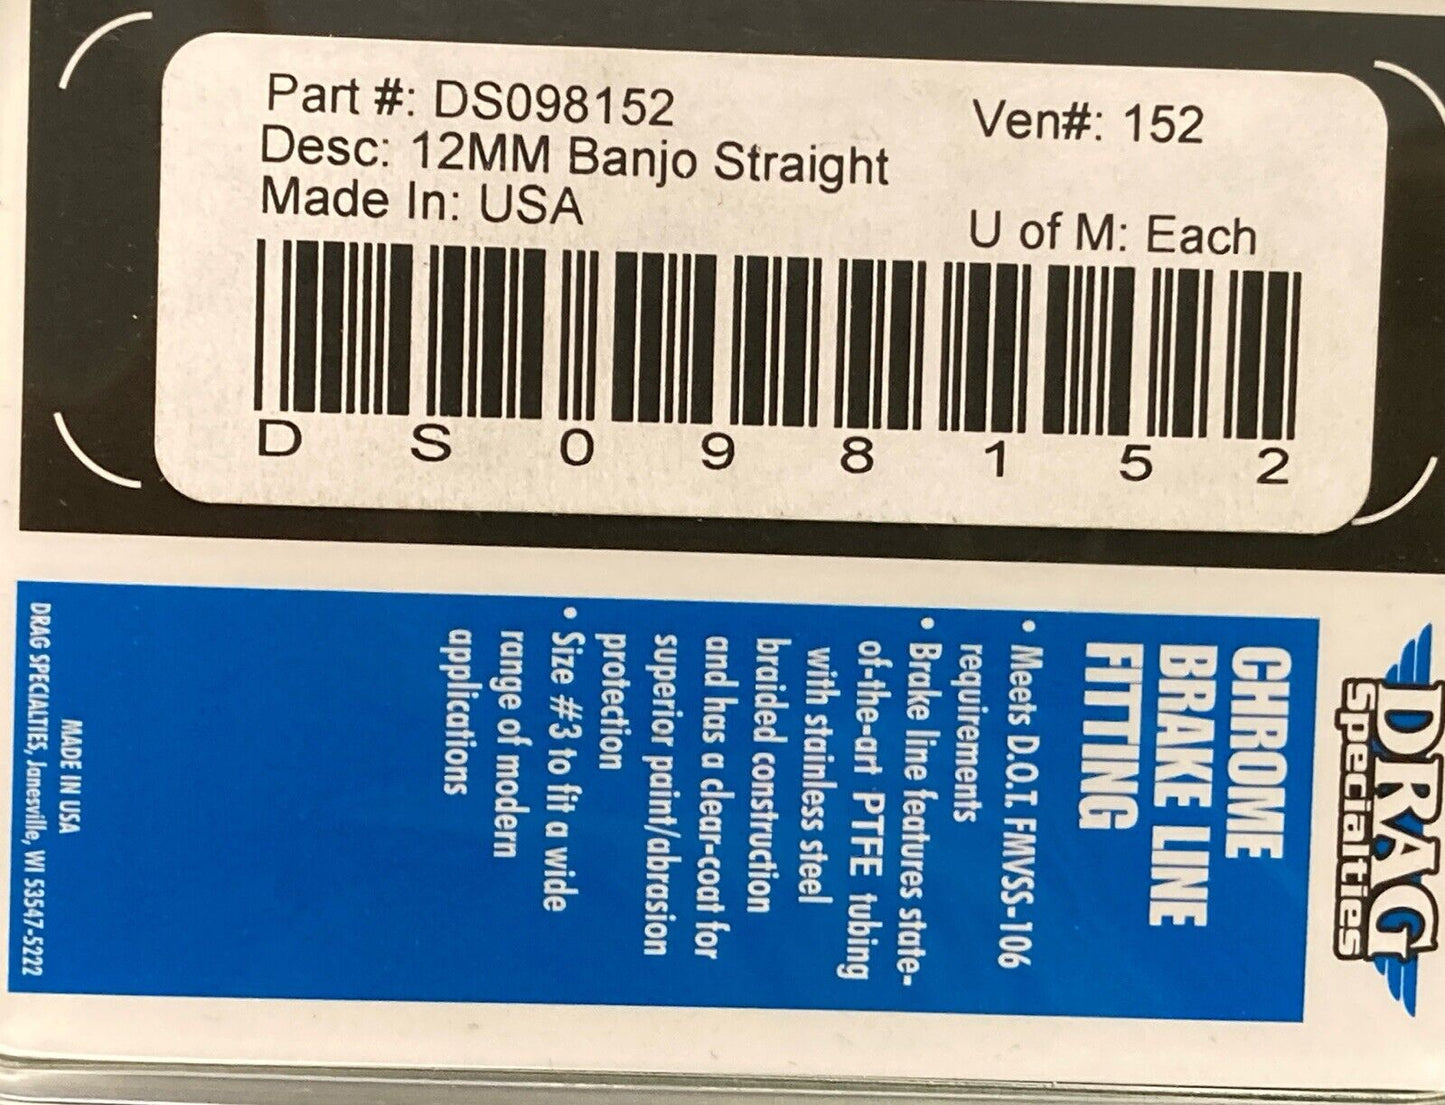 Part #: DS098152
Ven#: 152
Desc: 12MM Banjo Straight
Made In: USA
U of M: Each
D S 0 9 8 1 5 2
DRAG
Specialties
CHROME
BRAKE LINE
FITTING
• Meets D.O.T. FMVSS-106
requirements
• Brake line features state-
of-the-art PTFE tubing
with stainless steel
braided construction
and has a clear-coat for
superior paint/abrasion
protection
• Size #3 to fit a wide
range of modern
applications
MADE IN USA
DRAG SPECIALTIES, Janesville, WI 53547-5222